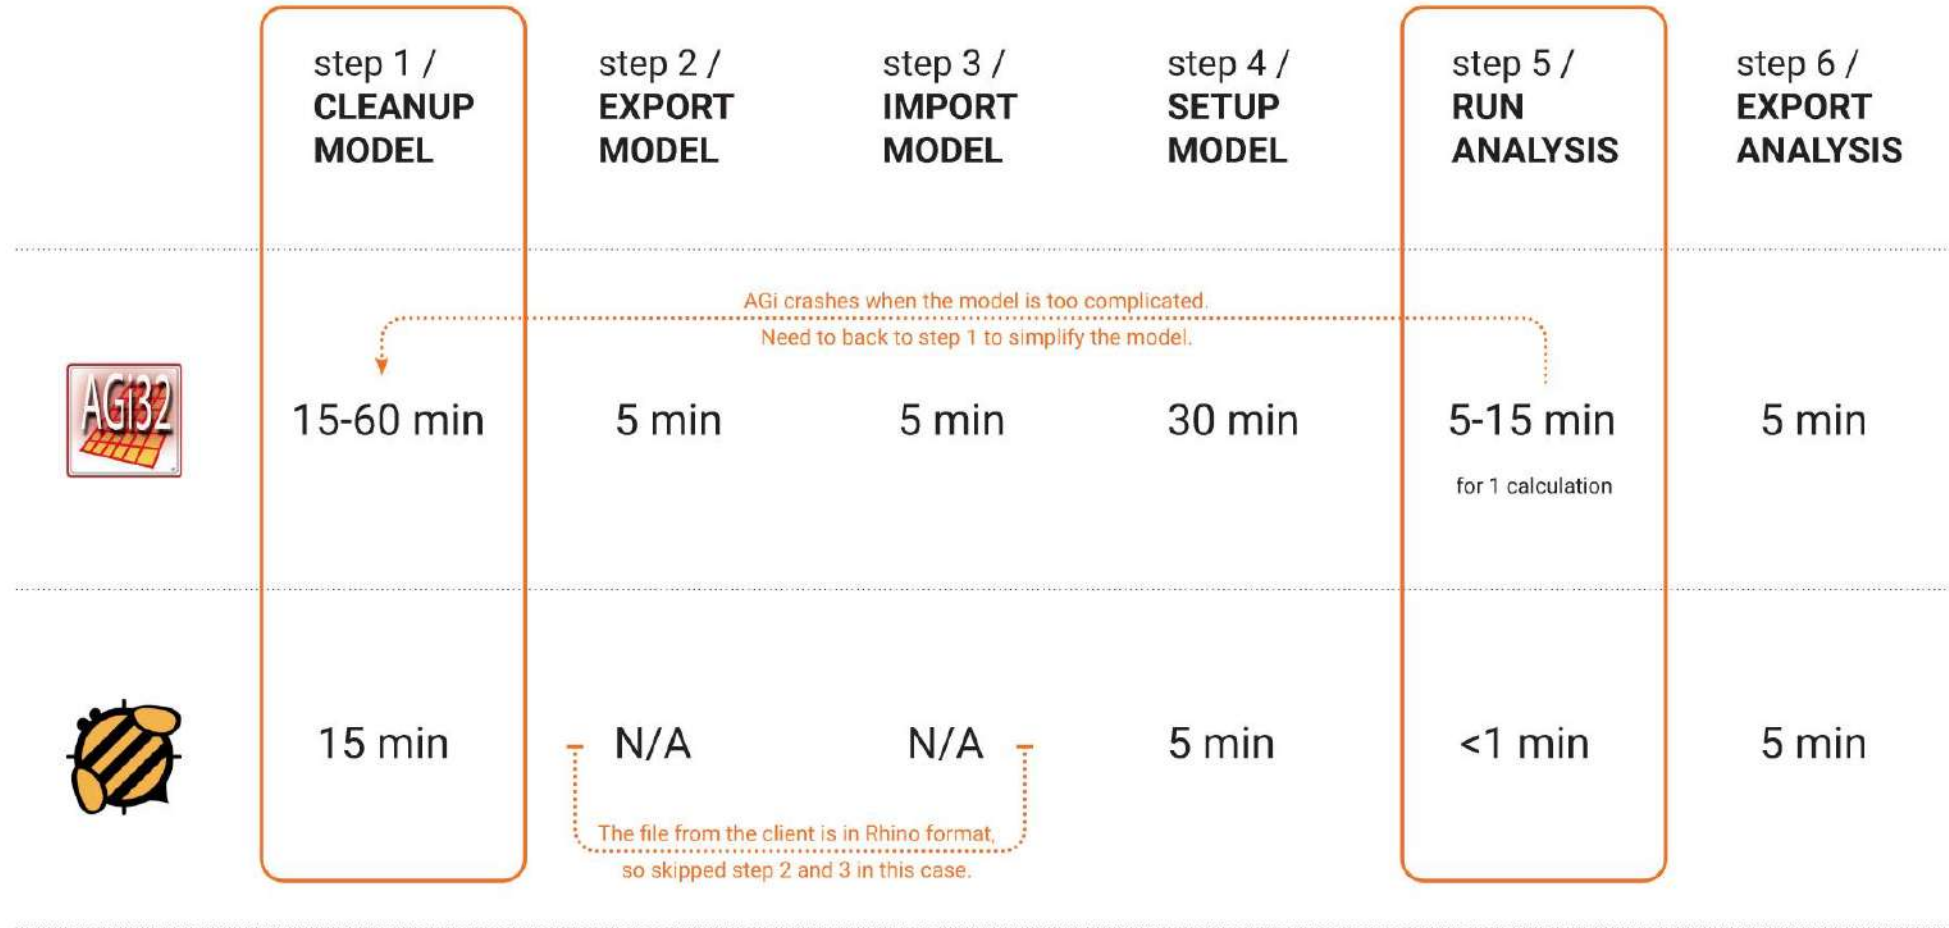 step 1 /
CLEANUP
MODEL
step 2 /
EXPORT
MODEL
step 3 /
IMPORT
MODEL
step 4 /
SETUP
MODEL
step 5 /
RUN
ANALYSIS
step 6 /
EXPORT
ANALYSIS
AGi crashes when the model is too complicated.
Need to back to step 1 to simplify the model.
AGi32
15-60 min
5 min
5 min
30 min
5-15 min
for 1 calculation
5 min
15 min
N/A
N/A
5 min
<1 min
5 min
The file from the client is in Rhino format,
so skipped step 2 and 3 in this case.